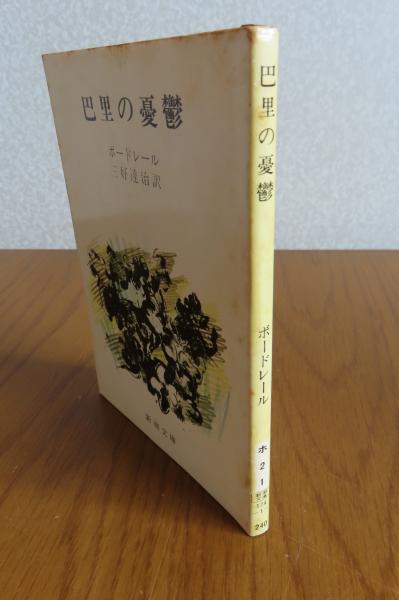 巴里の憂鬱
ボードレール
三好達治訳
新潮文庫
巴里の憂鬱
ボードレール
ホ
2
1
240